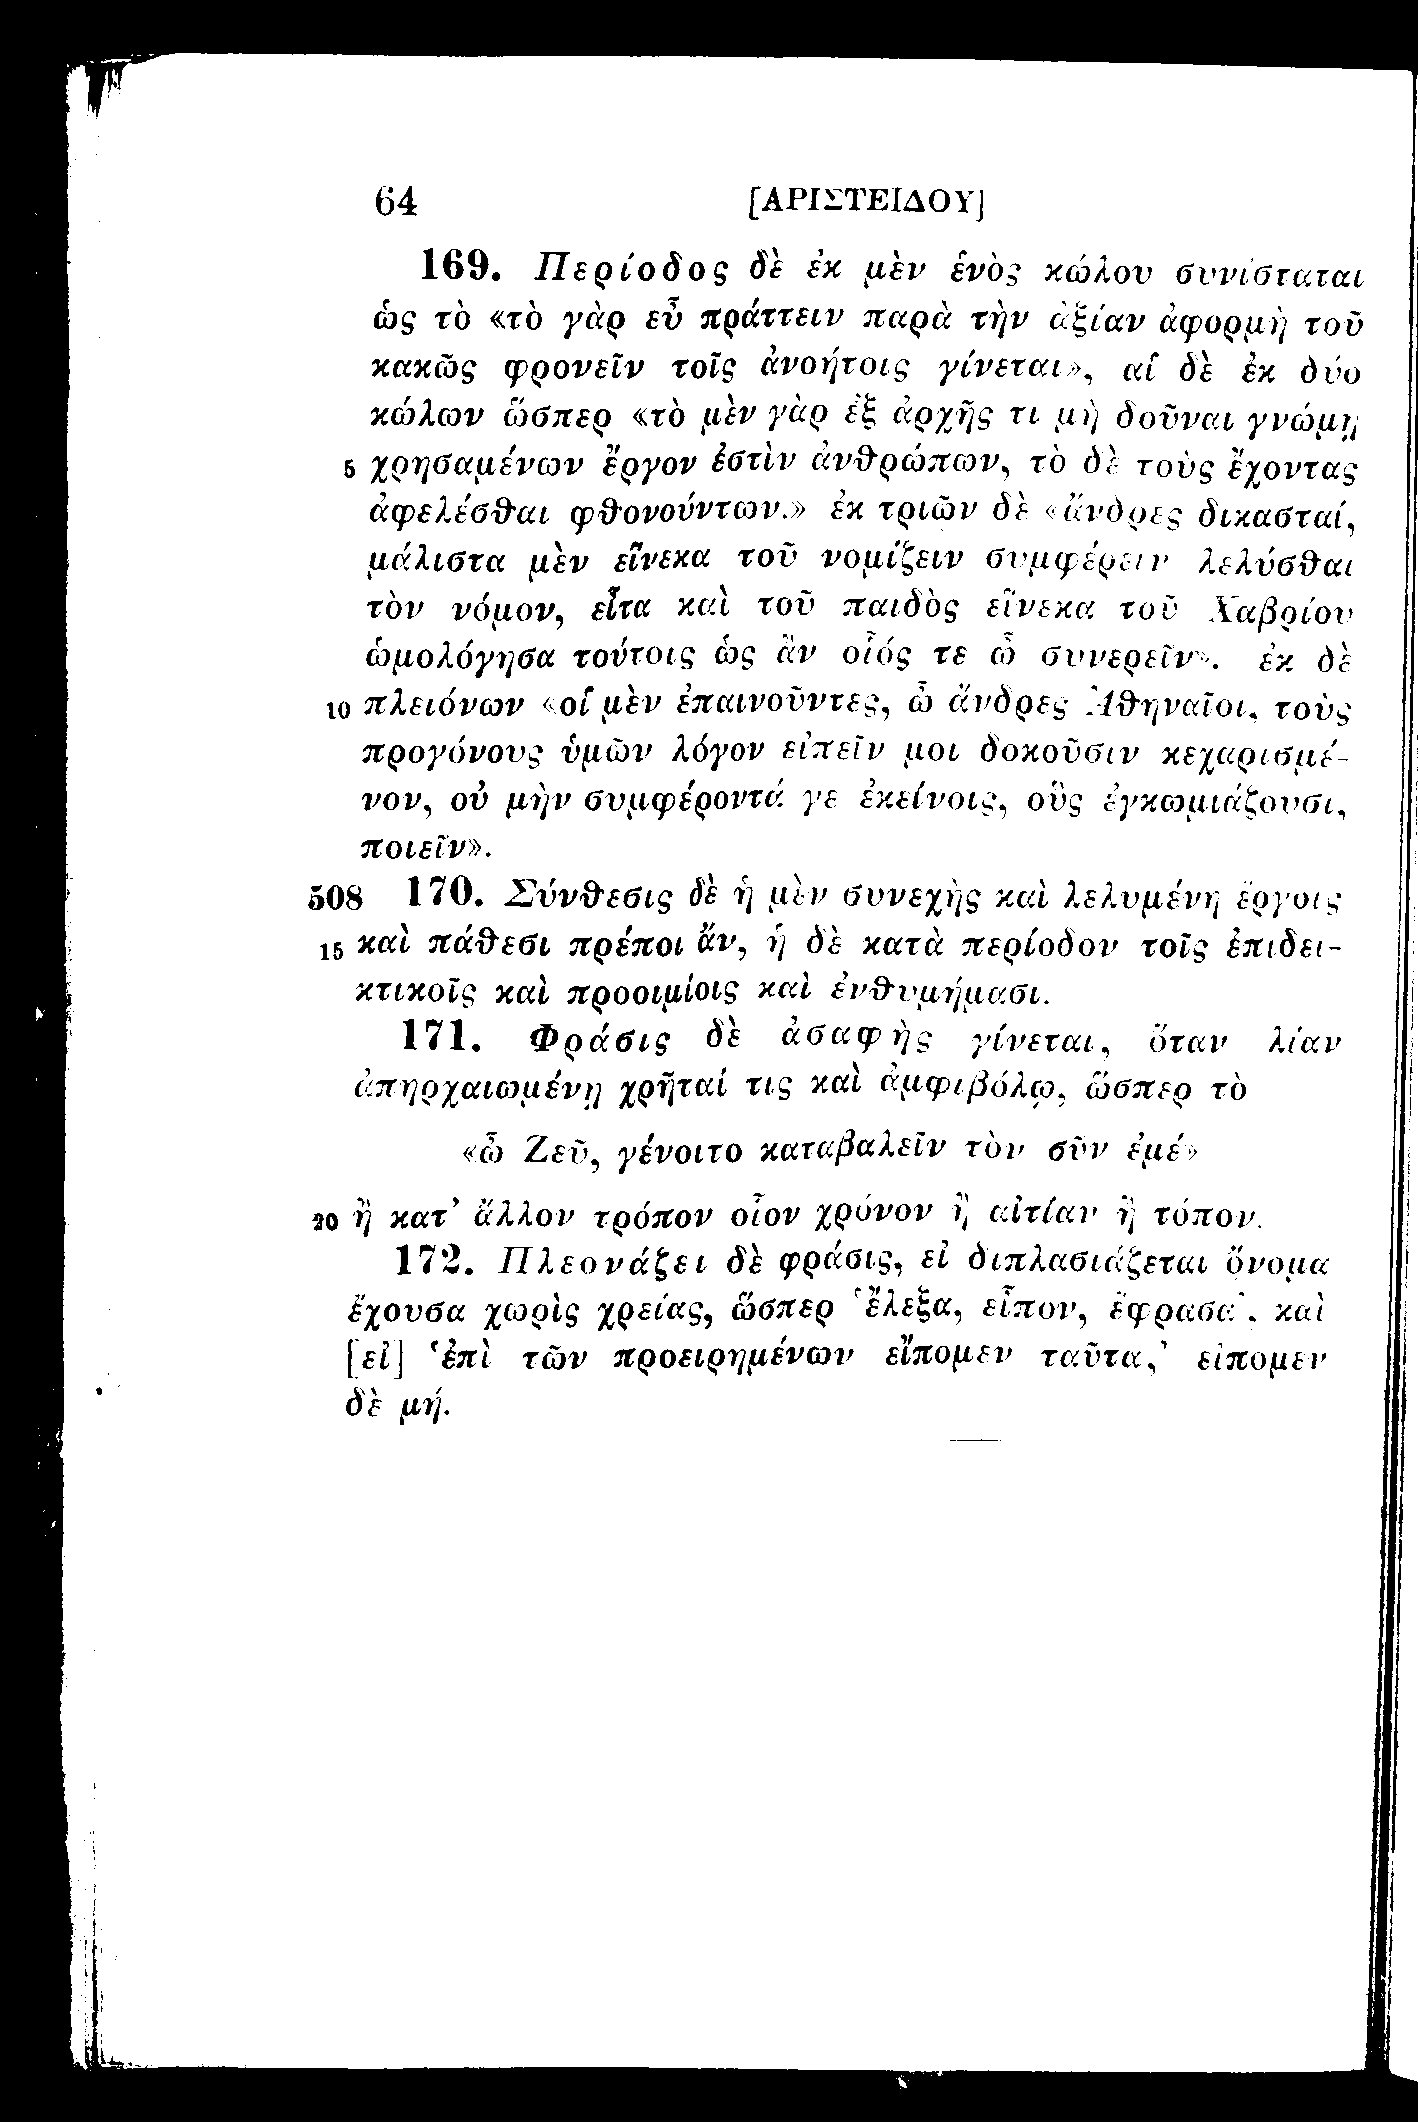 64 [ΑΡΙΣΤΕΙΔΟΥ]
169. Περίοδος δὲ ἐκ μὲν ἑνὸς κώλου συνίσταται
ὡς τὸ «τὸ γὰρ εὖ πράττειν παρὰ τὴν ἀξίαν ἀφορμὴ τοῦ
κακῶς φρονεῖν τοῖς ἀνοήτοις γίνεται», αἱ δὲ ἐκ δύο
κώλων ὥσπερ «τὸ μὲν γὰρ ἐξ ἀρχῆς τι μὴ δοῦναι γνώμῃ
5 χρησαμένων ἔργον ἐστὶν ἀνθρώπων, τὸ δὲ τοὺς ἔχοντας
ἀφελέσθαι φθονούντων.» ἐκ τριῶν δὲ «ἄνδρες δικασταί,
μάλιστα μὲν εἵνεκα τοῦ νομίζειν συμφέρειν λελύσθαι
τὸν νόμον, εἶτα καὶ τοῦ παιδὸς εἵνεκα τοῦ Χαβρίου
ὡμολόγησα τούτοις ὡς ἂν οἷός τε ὦ συνερεῖν». ἐκ δὲ
10 πλειόνων «οἱ μὲν ἐπαινοῦντες, ὦ ἄνδρες Ἀθηναῖοι, τοὺς
προγόνους ὑμῶν λόγον εἰπεῖν μοι δοκοῦσιν κεχαρισμέ-
νον, οὐ μὴν συμφέροντά γε ἐκείνοις, οὓς ἐγκωμιάζουσι,
ποιεῖν».
508 170. Σύνθεσις δὲ ἡ μὲν συνεχὴς καὶ λελυμένη ἔργοις
15 καὶ πάθεσι πρέποι ἄν, ἡ δὲ κατὰ περίοδον τοῖς ἐπιδει-
κτικοῖς καὶ προοιμίοις καὶ ἐνθυμήμασι.
171. Φράσις δὲ ἀσαφὴς γίνεται, ὅταν λίαν
ἀπηρχαιωμένῃ χρῆταί τις καὶ ἀμφιβόλῳ, ὥσπερ τὸ
«ὦ Ζεῦ, γένοιτο καταβαλεῖν τὸν σῦν ἐμέ»
20 ἢ κατ’ ἄλλον τρόπον οἷον χρόνον ἢ αἰτίαν ἢ τόπον.
172. Πλεονάζει δὲ φράσις, εἰ διπλασιάζεται ὄνομα
ἔχουσα χωρὶς χρείας, ὥσπερ ‘ἔλεξα, εἶπον, ἔφρασα’. καὶ
[εἰ] ‘ἐπὶ τῶν προειρημένων εἴπομεν ταῦτα,’ εἴπομεν
δὲ μή.